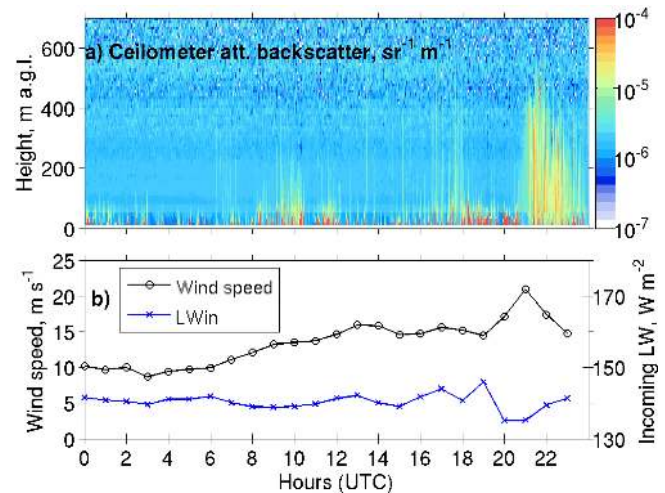 a) Ceilometer att. backscatter, sr⁻¹ m⁻¹
Height, m a.g.l.
600
400
200
0
10⁻⁴
10⁻⁵
10⁻⁶
10⁻⁷
b)
Wind speed
LWin
Wind speed, m s⁻¹
25
20
15
10
5
0
170
150
130
Incoming LW, W m⁻²
0 2 4 6 8 10 12 14 16 18 20 22
Hours (UTC)